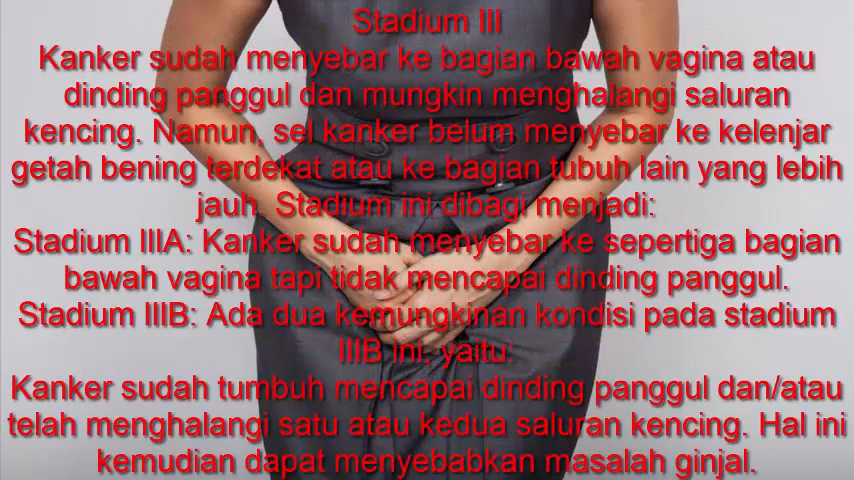 Stadium III
Kanker sudah menyebar ke bagian bawah vagina atau
dinding panggul dan mungkin menghalangi saluran
kencing. Namun, sel kanker belum menyebar ke kelenjar
getah bening terdekat atau ke bagian tubuh lain yang lebih
jauh. Stadium ini dibagi menjadi:
Stadium IIIA: Kanker sudah menyebar ke sepertiga bagian
bawah vagina tapi tidak mencapai dinding panggul.
Stadium IIIB: Ada dua kemungkinan kondisi pada stadium
IIIB ini, yaitu:
Kanker sudah tumbuh mencapai dinding panggul dan/atau
telah menghalangi satu atau kedua saluran kencing. Hal ini
kemudian dapat menyebabkan masalah ginjal.